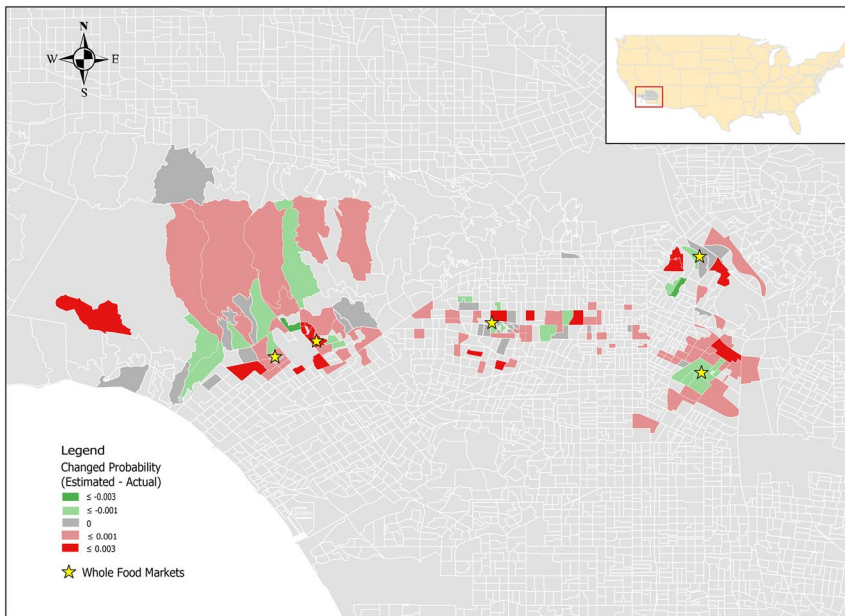 N
W E
S
Legend
Changed Probability
(Estimated - Actual)
≤ -0.003
≤ -0.001
0
≤ 0.001
≤ 0.003
Whole Food Markets